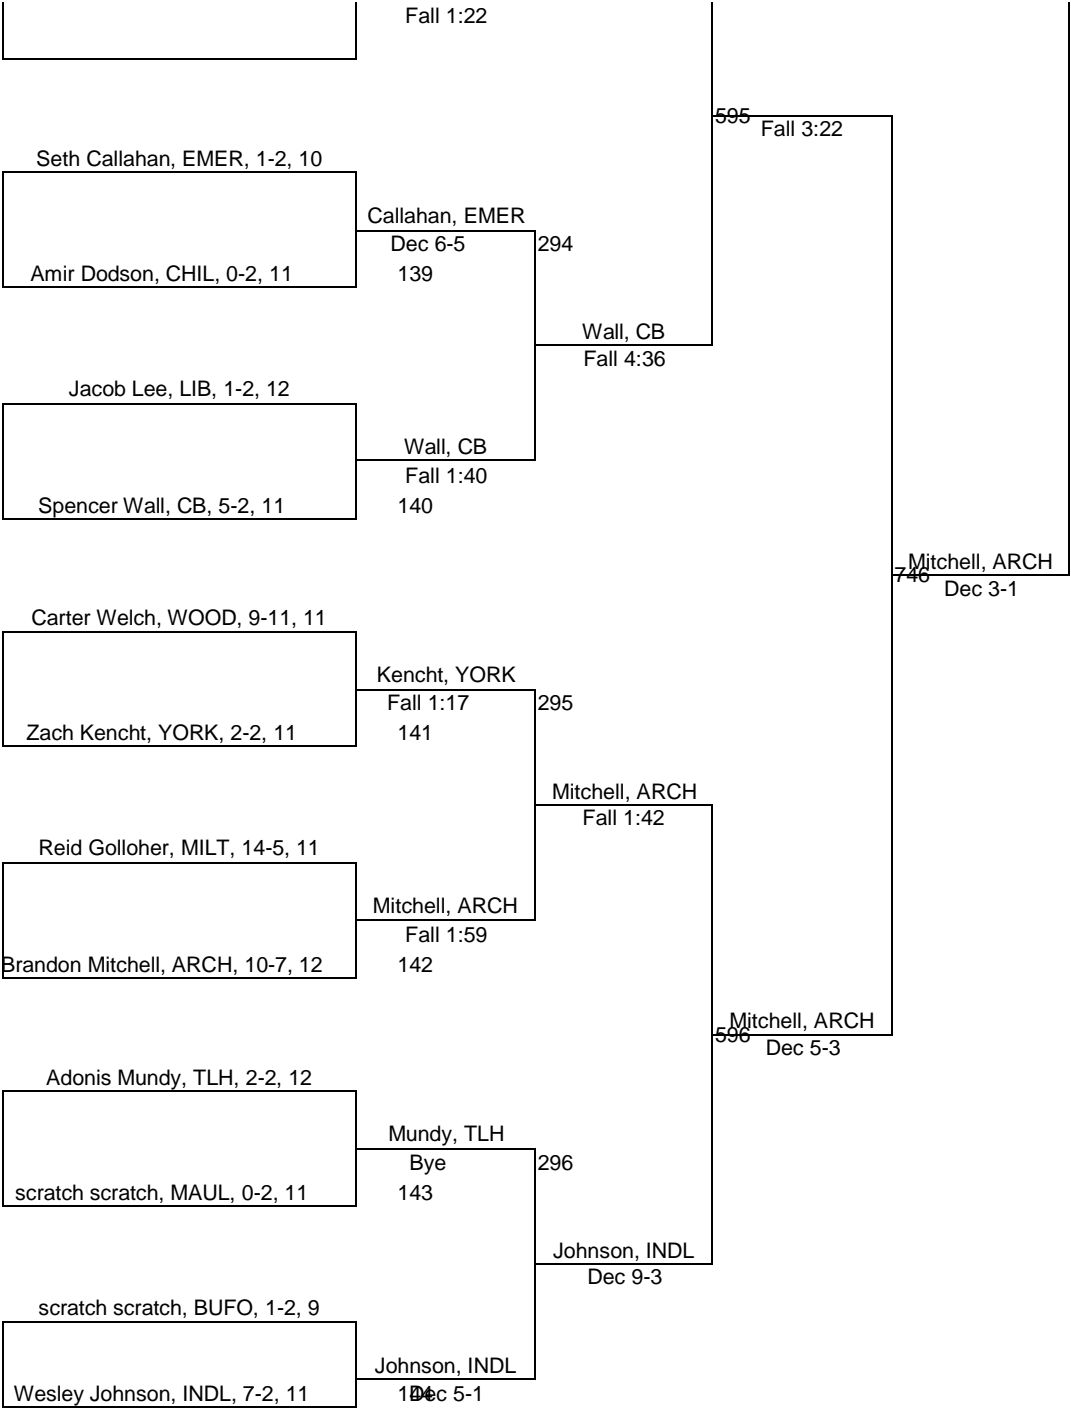 Fall 1:22
595
Fall 3:22
Seth Callahan, EMER, 1-2, 10
Callahan, EMER
Dec 6-5
294
Amir Dodson, CHIL, 0-2, 11
139
Wall, CB
Fall 4:36
Jacob Lee, LIB, 1-2, 12
Wall, CB
Fall 1:40
Spencer Wall, CB, 5-2, 11
140
Mitchell, ARCH
746
Dec 3-1
Carter Welch, WOOD, 9-11, 11
Kencht, YORK
Fall 1:17
295
Zach Kencht, YORK, 2-2, 11
141
Mitchell, ARCH
Fall 1:42
Reid Golloher, MILT, 14-5, 11
Mitchell, ARCH
Fall 1:59
Brandon Mitchell, ARCH, 10-7, 12
142
Mitchell, ARCH
596
Dec 5-3
Adonis Mundy, TLH, 2-2, 12
Mundy, TLH
Bye
296
scratch scratch, MAUL, 0-2, 11
143
Johnson, INDL
Dec 9-3
scratch scratch, BUFO, 1-2, 9
Johnson, INDL
Wesley Johnson, INDL, 7-2, 11
144
Dec 5-1